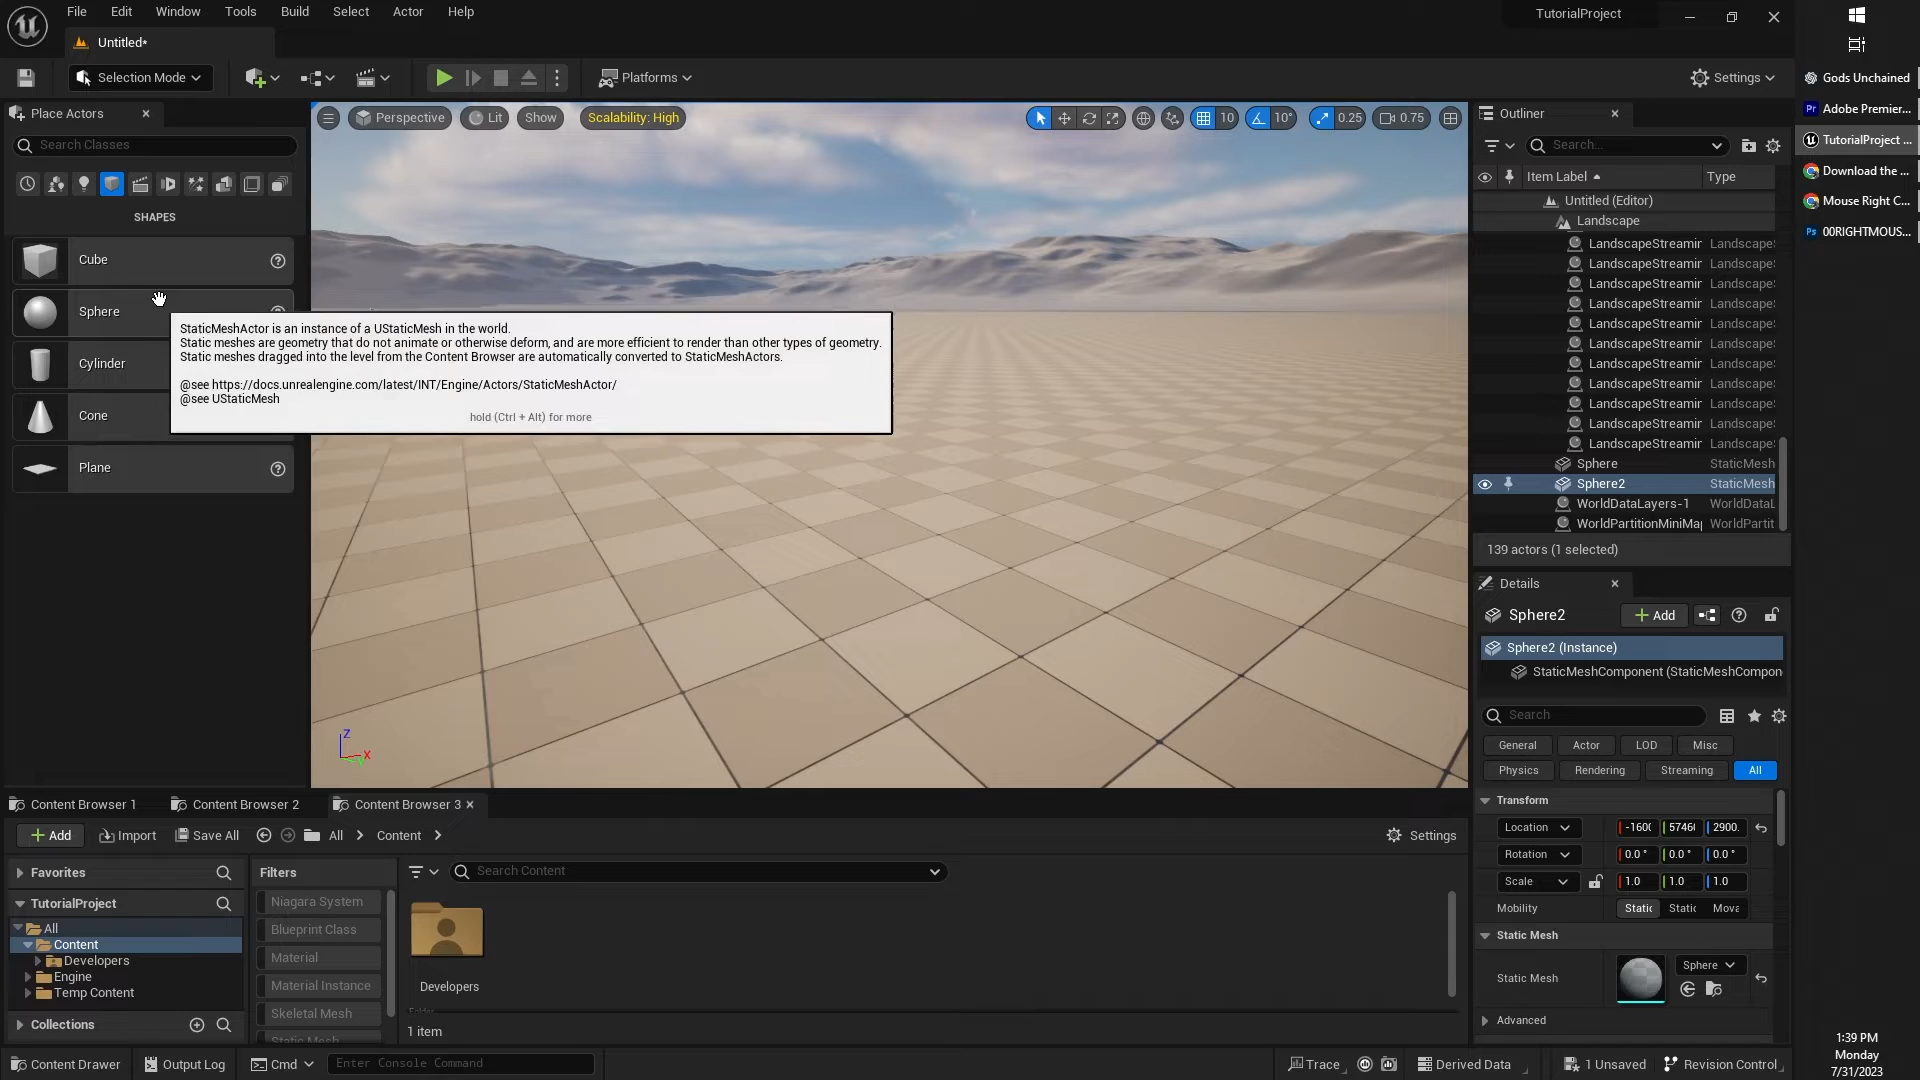 File Edit Window Tools Build Select Actor Help
TutorialProject
Untitled*
Selection Mode
Platforms
Settings
Place Actors
Search Classes
SHAPES
Cube
Sphere
Cylinder
Cone
Plane
Perspective Lit Show Scalability: High
10 10° 0.25 0.75
StaticMeshActor is an instance of a UStaticMesh in the world.
Static meshes are geometry that do not animate or otherwise deform, and are more efficient to render than other types of geometry.
Static meshes dragged into the level from the Content Browser are automatically converted to StaticMeshActors.
@see https://docs.unrealengine.com/latest/INT/Engine/Actors/StaticMeshActor/
@see UStaticMesh
hold (Ctrl + Alt) for more
Z
X
Outliner
Search...
Item Label Type
Untitled (Editor)
Landscape
LandscapeStreamin Landscape
LandscapeStreamin Landscape
LandscapeStreamin Landscape
LandscapeStreamin Landscape
LandscapeStreamin Landscape
LandscapeStreamin Landscape
LandscapeStreamin Landscape
LandscapeStreamin Landscape
LandscapeStreamin Landscape
LandscapeStreamin Landscape
LandscapeStreamin Landscape
Sphere StaticMesh
Sphere2 StaticMesh
WorldDataLayers-1 WorldDataL
WorldPartitionMiniMa WorldPartit
139 actors (1 selected)
Details
Sphere2 Add
Sphere2 (Instance)
StaticMeshComponent (StaticMeshCompon
Search
General Actor LOD Misc
Physics Rendering Streaming All
Transform
Location -160 5746 2900.
Rotation 0.0 ° 0.0 ° 0.0 °
Scale 1.0 1.0 1.0
Mobility Static Static Mova
Static Mesh
Static Mesh Sphere
Advanced
Content Browser 1 Content Browser 2 Content Browser 3
Add Import Save All All Content Settings
Favorites
TutorialProject
All
Content
Developers
Engine
Temp Content
Collections
Filters
Niagara System
Blueprint Class
Material
Material Instance
Skeletal Mesh
Static Mesh
Search Content
Developers
1 item
Content Drawer Output Log Cmd Enter Console Command
Trace Derived Data 1 Unsaved Revision Control
Gods Unchained
Pr Adobe Premier...
TutorialProject ...
Download the ...
Mouse Right C...
Ps 00RIGHTMOUS...
1:39 PM
Monday
7/31/2023